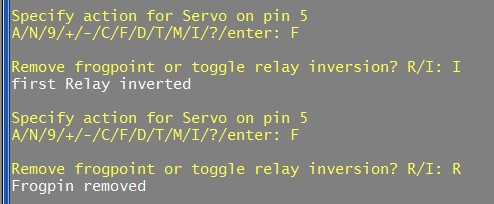 Specify action for Servo on pin 5
A/N/9/+/-/C/F/D/T/M/I/?/enter: F
Remove frogpoint or toggle relay inversion? R/I: I
first Relay inverted
Specify action for Servo on pin 5
A/N/9/+/-/C/F/D/T/M/I/?/enter: F
Remove frogpoint or toggle relay inversion? R/I: R
Frogpin removed